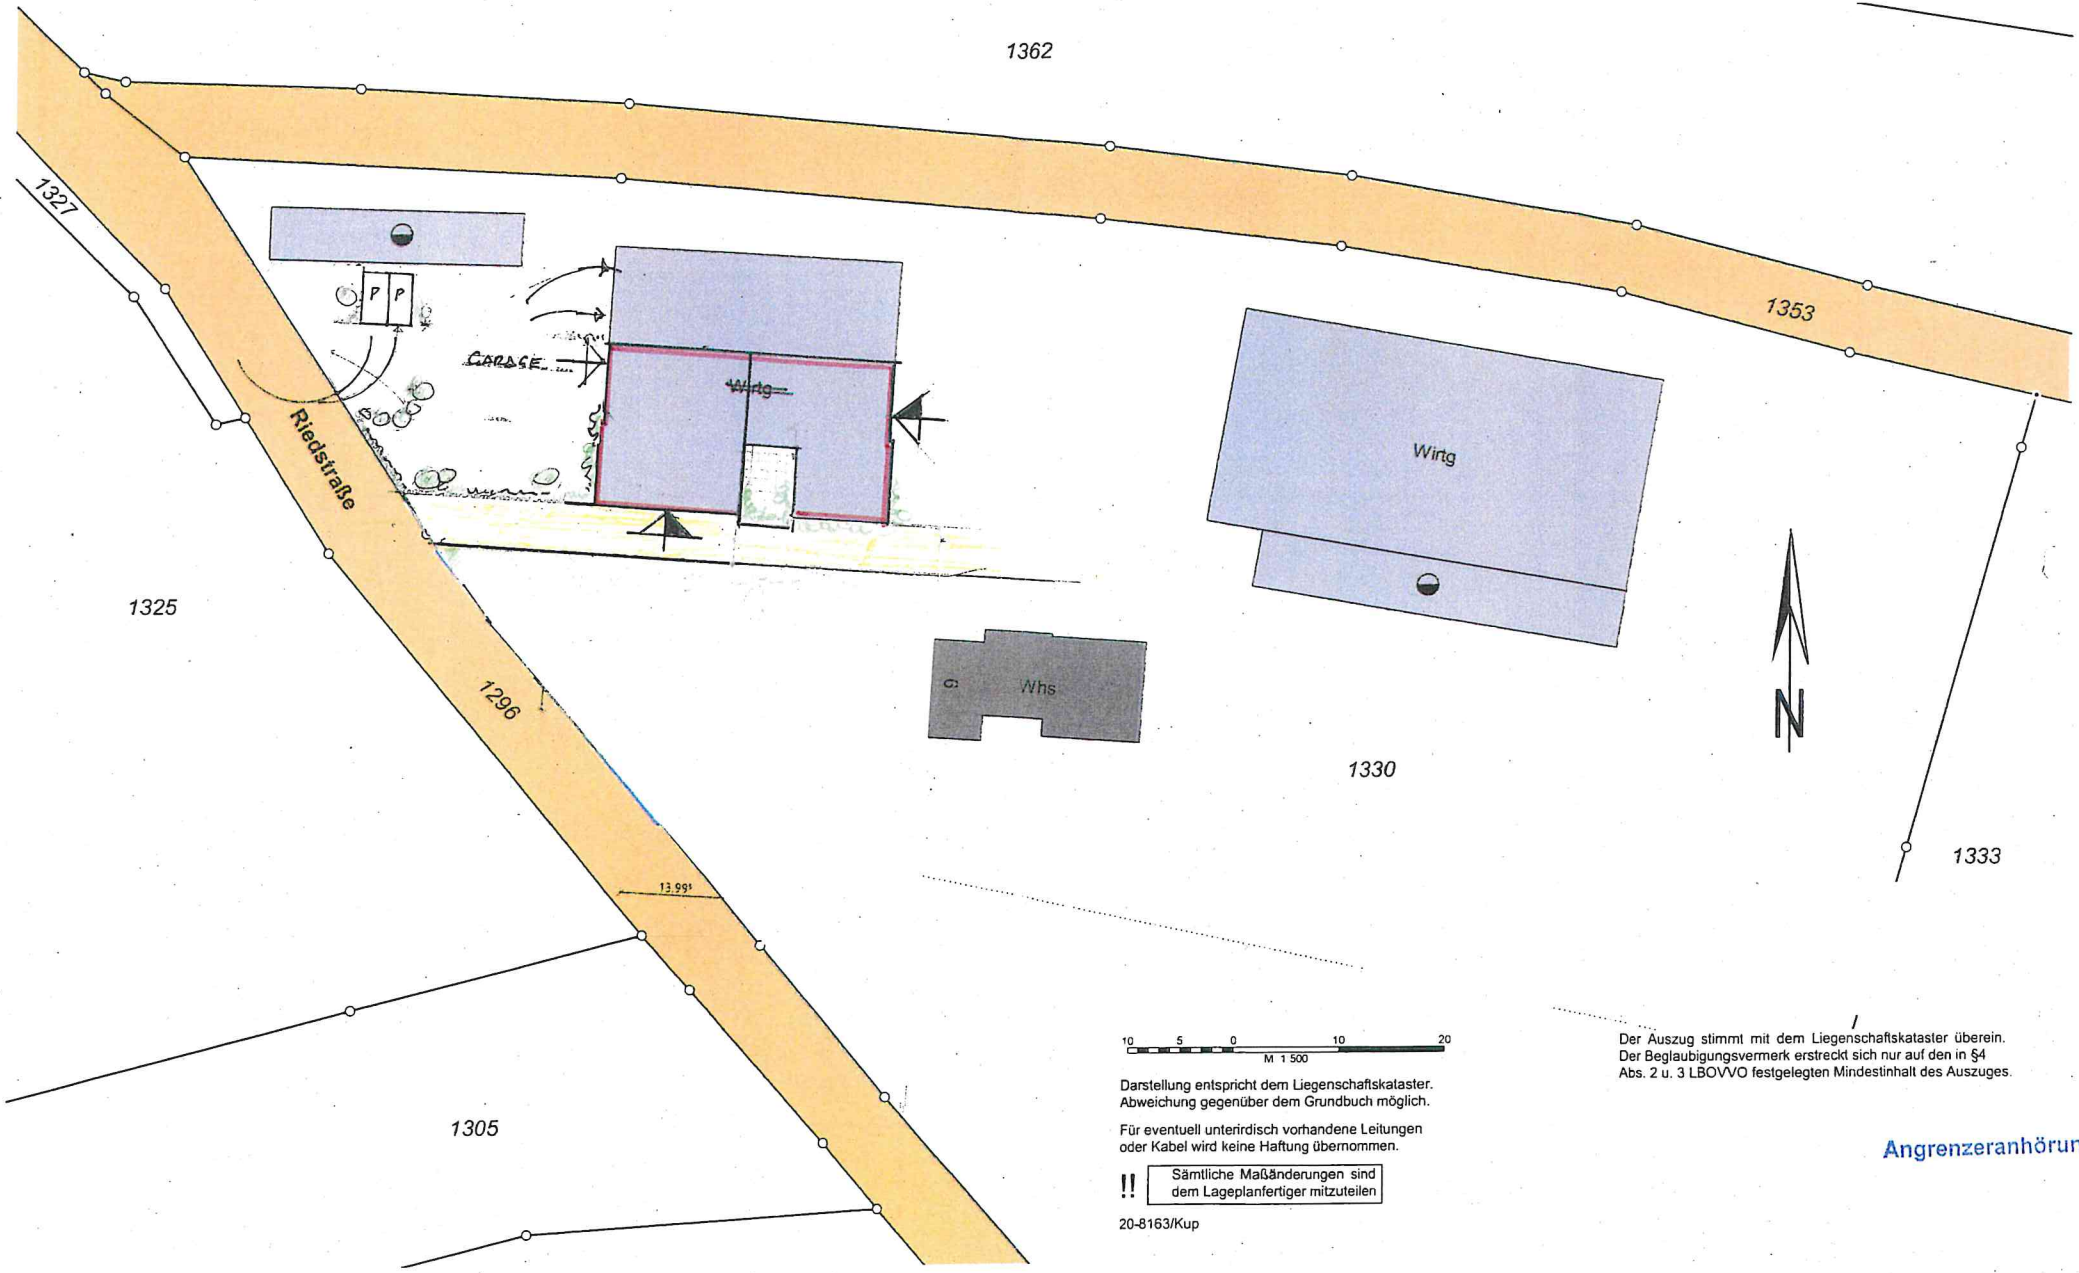 1362
1327
P P
GARAGE
Wirtg
1353
Riedstraße
Wirtg
1325
1296
9
Whs
1330
N
1333
13.99⁵
10 5 0 10 20
M 1 500
Darstellung entspricht dem Liegenschaftskataster.
Abweichung gegenüber dem Grundbuch möglich.
Für eventuell unterirdisch vorhandene Leitungen
oder Kabel wird keine Haftung übernommen.
!! Sämtliche Maßänderungen sind
dem Lageplanfertiger mitzuteilen
20-8163/Kup
Der Auszug stimmt mit dem Liegenschaftskataster überein.
Der Beglaubigungsvermerk erstreckt sich nur auf den in §4
Abs. 2 u. 3 LBOVVO festgelegten Mindestinhalt des Auszuges.
Angrenzeranhörun
1305